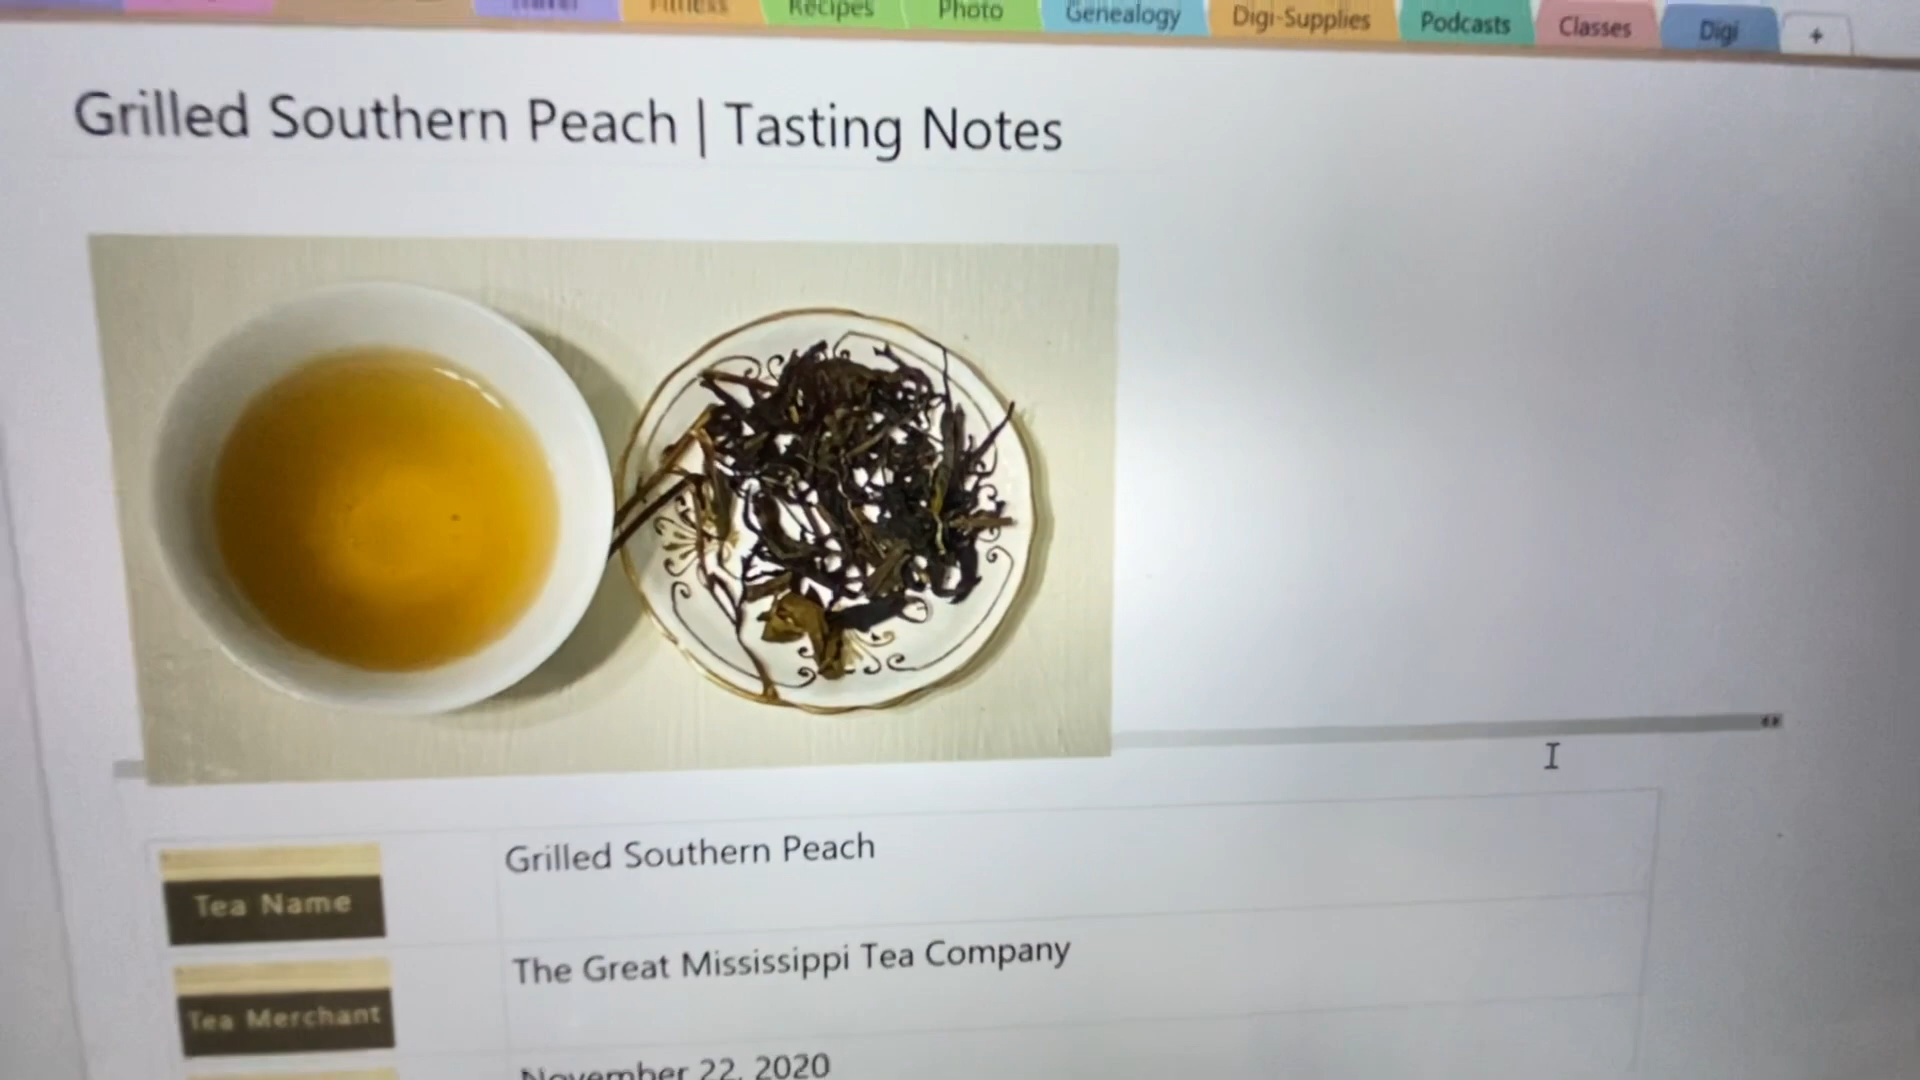 Fitness
Recipes
Photo
Genealogy
Digi-Supplies
Podcasts
Classes
Digi
+
Grilled Southern Peach | Tasting Notes
Tea Name
Grilled Southern Peach
Tea Merchant
The Great Mississippi Tea Company
November 22, 2020